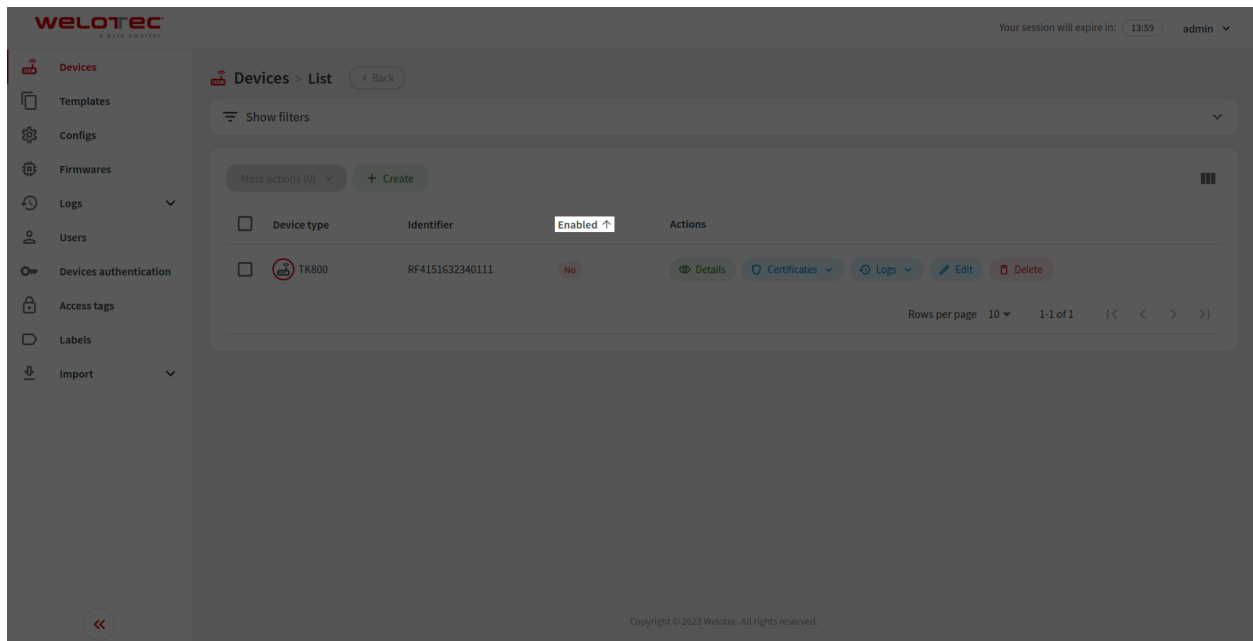 WELOTEC
a byte smarter
Your session will expire in: 13:59 admin
Devices
Templates
Configs
Firmwares
Logs
Users
Devices authentication
Access tags
Labels
Import
Devices > List < Back
Show filters
Mass actions (0) + Create
Device type Identifier Enabled ↑ Actions
TK800 RF4151632340111 No Details Certificates Logs Edit Delete
Rows per page 10 1-1 of 1
Copyright © 2023 Welotec. All rights reserved.